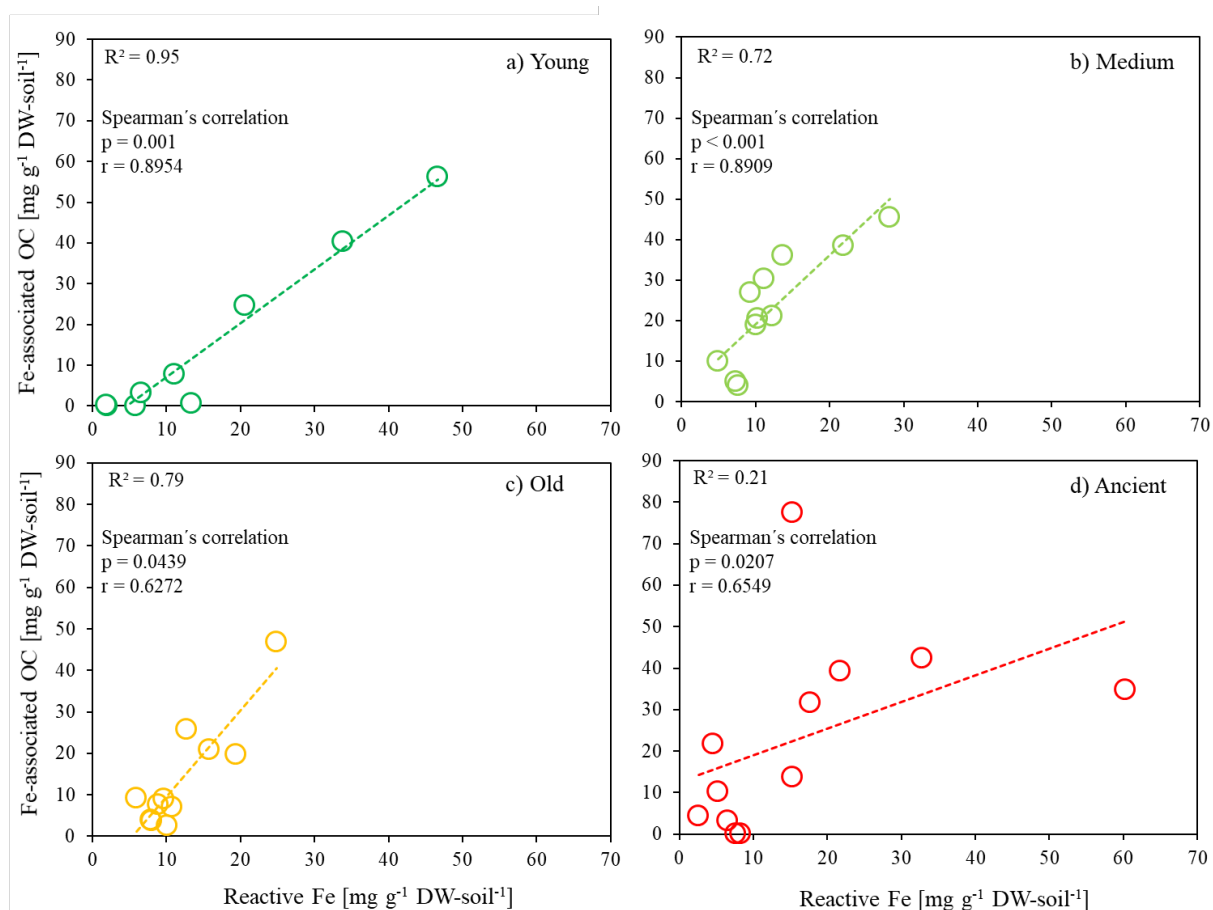 90
80
70
60
50
40
30
20
10
0
Fe-associated OC [mg g⁻¹ DW-soil⁻¹]
R² = 0.95
a) Young
Spearman´s correlation
p = 0.001
r = 0.8954
0 10 20 30 40 50 60 70
90
80
70
60
50
40
30
20
10
0
R² = 0.72
b) Medium
Spearman´s correlation
p < 0.001
r = 0.8909
0 10 20 30 40 50 60 70
90
80
70
60
50
40
30
20
10
0
Fe-associated OC [mg g⁻¹ DW-soil⁻¹]
R² = 0.79
c) Old
Spearman´s correlation
p = 0.0439
r = 0.6272
0 10 20 30 40 50 60 70
Reactive Fe [mg g⁻¹ DW-soil⁻¹]
90
80
70
60
50
40
30
20
10
0
R² = 0.21
d) Ancient
Spearman´s correlation
p = 0.0207
r = 0.6549
0 10 20 30 40 50 60 70
Reactive Fe [mg g⁻¹ DW-soil⁻¹]